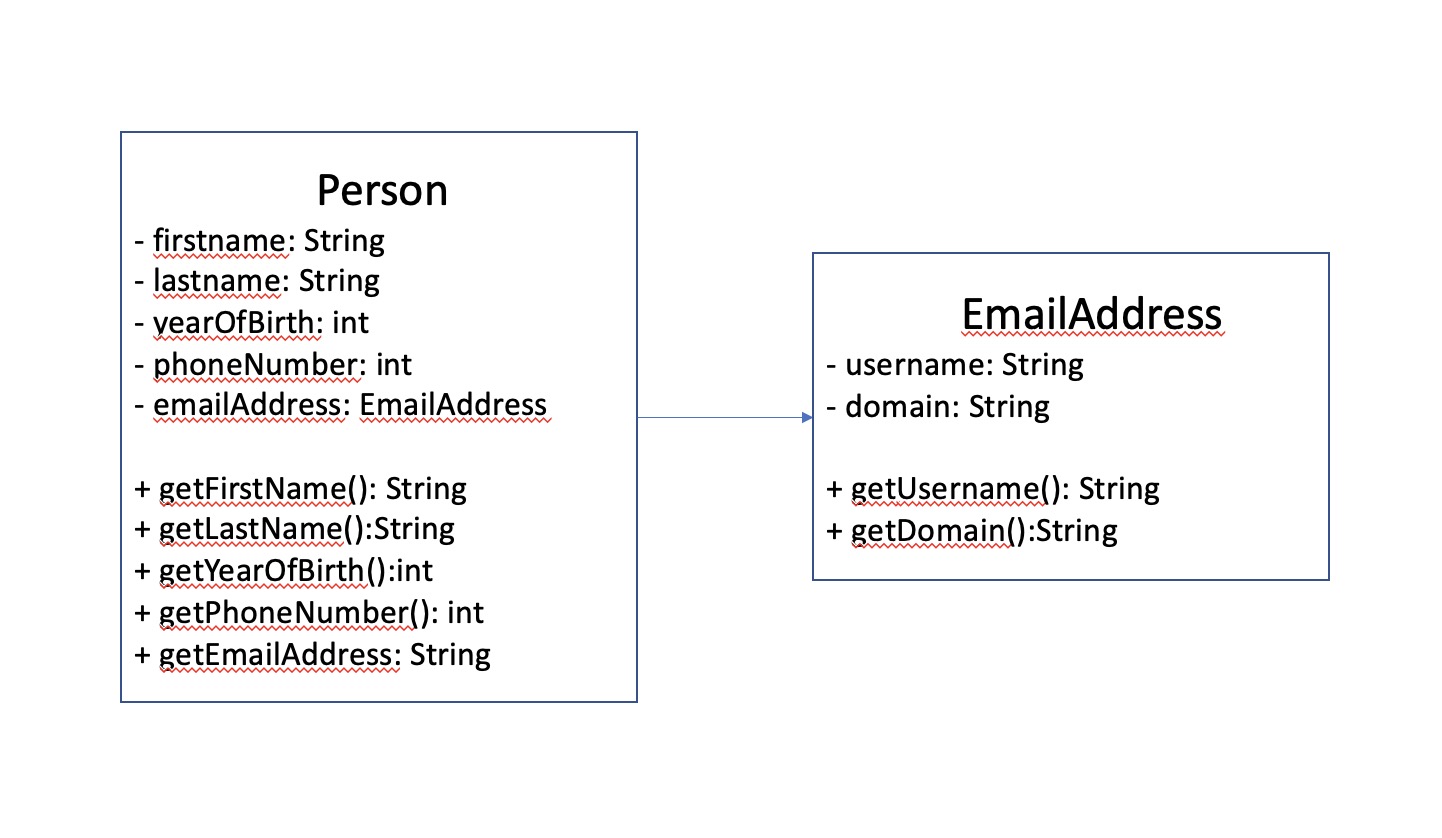 Person
- firstname: String
- lastname: String
- yearOfBirth: int
- phoneNumber: int
- emailAddress: EmailAddress
+ getFirstName(): String
+ getLastName():String
+ getYearOfBirth():int
+ getPhoneNumber(): int
+ getEmailAddress: String
EmailAddress
- username: String
- domain: String
+ getUsername(): String
+ getDomain():String